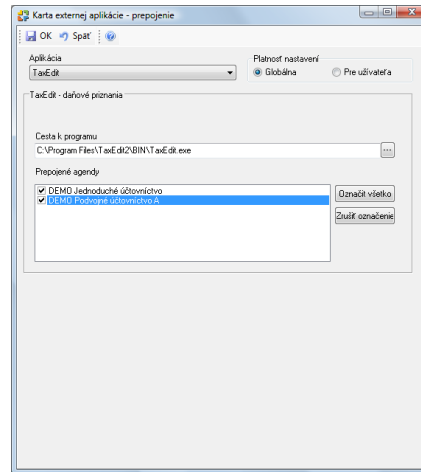 Karta externej aplikácie - prepojenie
OK Späť
Aplikácia
TaxEdit
Platnosť nastavení
Globálna Pre užívateľa
TaxEdit - daňové priznania
Cesta k programu
C:\Program Files\TaxEdit2\BIN\TaxEdit.exe
...
Prepojené agendy
DEMO Jednoduché účtovníctvo
DEMO Podvojné účtovníctvo A
Označiť všetko
Zrušiť označenie